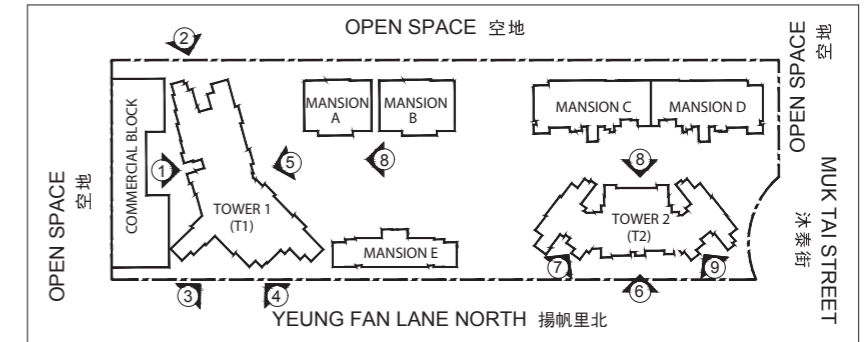 OPEN SPACE 空地
②
OPEN SPACE
空地
COMMERCIAL BLOCK
MANSION
A
MANSION
B
MANSION C
MANSION D
①
⑤
⑧
⑧
OPEN SPACE
空地
TOWER 1
(T1)
TOWER 2
(T2)
MANSION E
MUK TAI STREET
沐泰街
⑦
⑨
③
④
⑥
YEUNG FAN LANE NORTH 揚帆里北